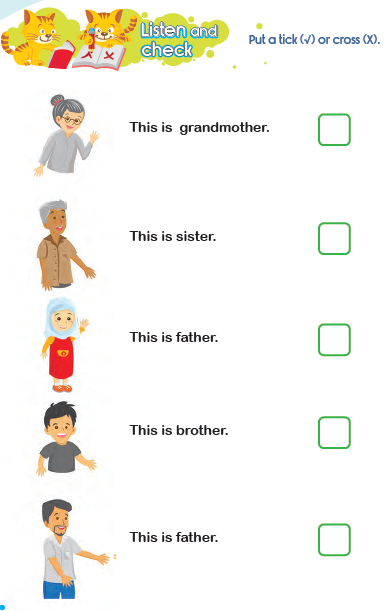 Listen and
check
Put a tick (√) or cross (X).
This is grandmother.
This is sister.
This is father.
This is brother.
This is father.